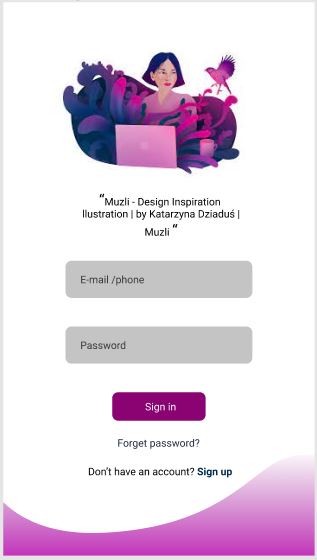 “Muzli - Design Inspiration
llustration | by Katarzyna Dziaduś |
Muzli “
E-mail /phone
Password
Sign in
Forget password?
Don’t have an account? Sign up